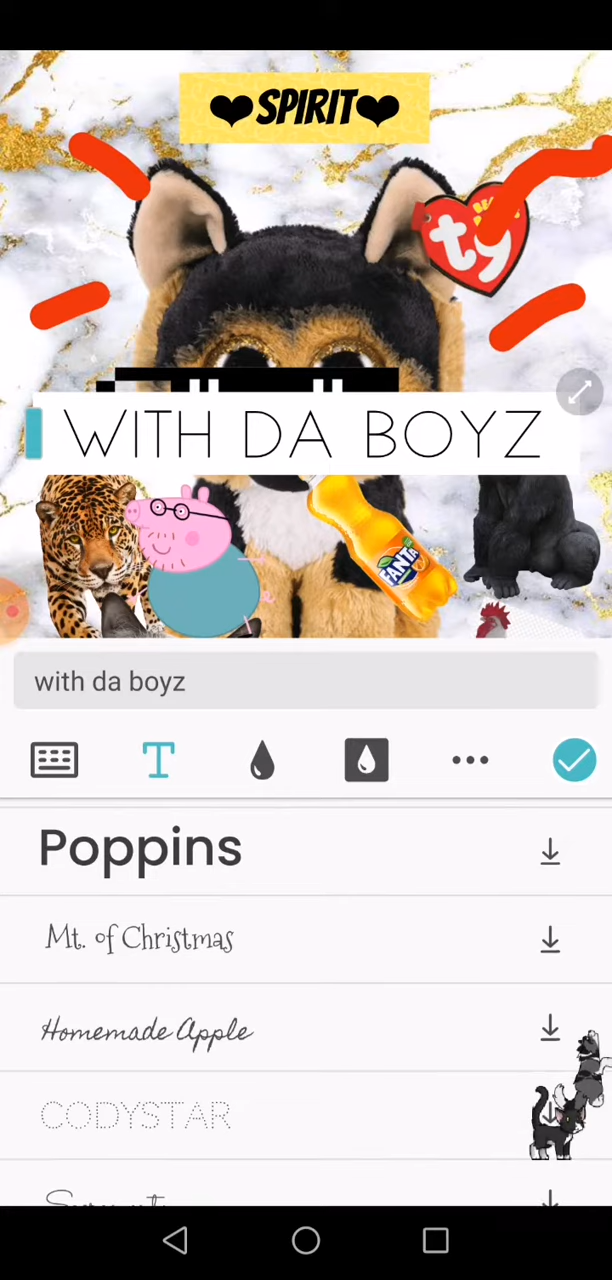 ❤SPIRIT❤
ty
WITH DA BOYZ
FANTA
with da boyz
T
Poppins
Mt. of Christmas
Homemade Apple
CODYSTAR